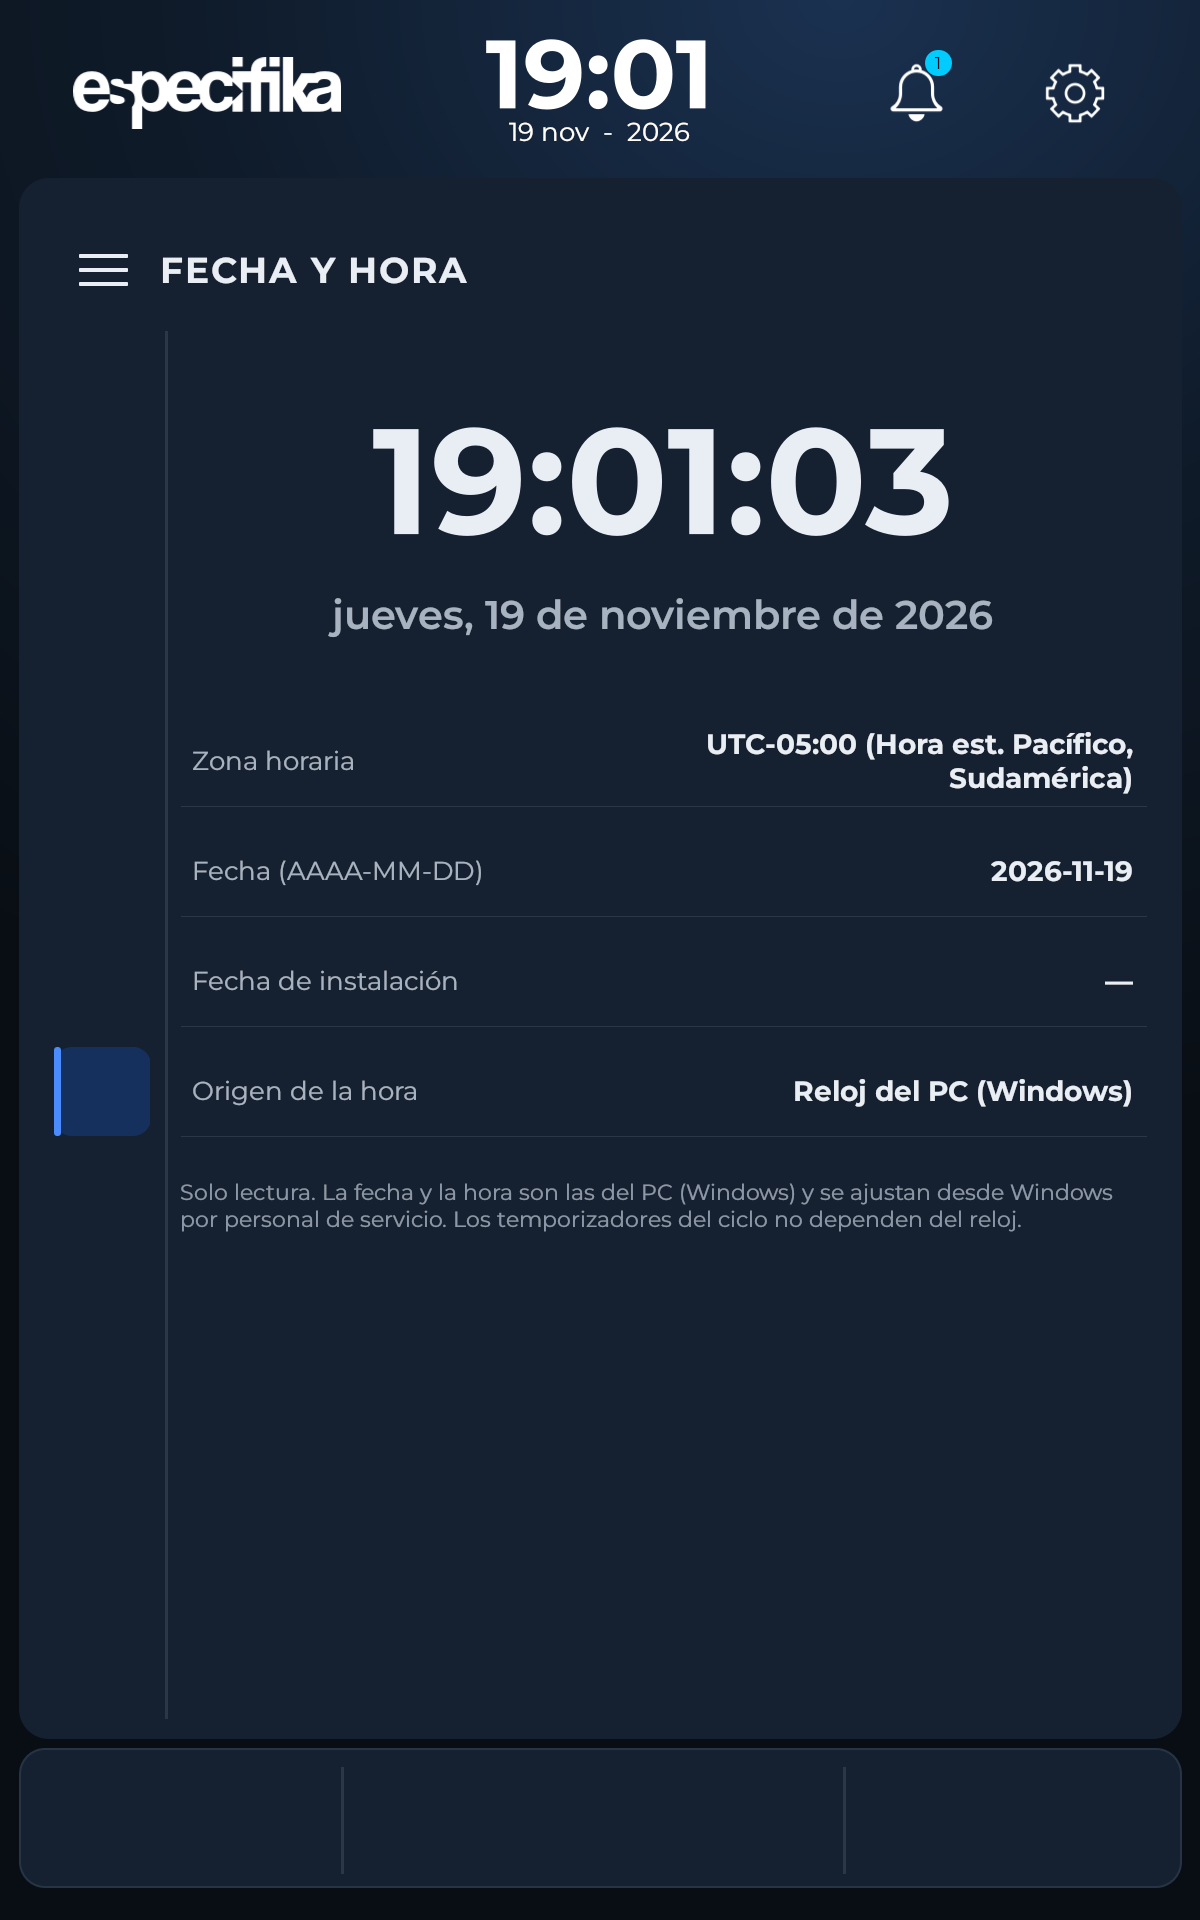 especifika
19:01
19 nov - 2026
1
FECHA Y HORA
19:01:03
jueves, 19 de noviembre de 2026
Zona horaria
UTC-05:00 (Hora est. Pacífico,
Sudamérica)
Fecha (AAAA-MM-DD)
2026-11-19
Fecha de instalación
—
Origen de la hora
Reloj del PC (Windows)
Solo lectura. La fecha y la hora son las del PC (Windows) y se ajustan desde Windows
por personal de servicio. Los temporizadores del ciclo no dependen del reloj.